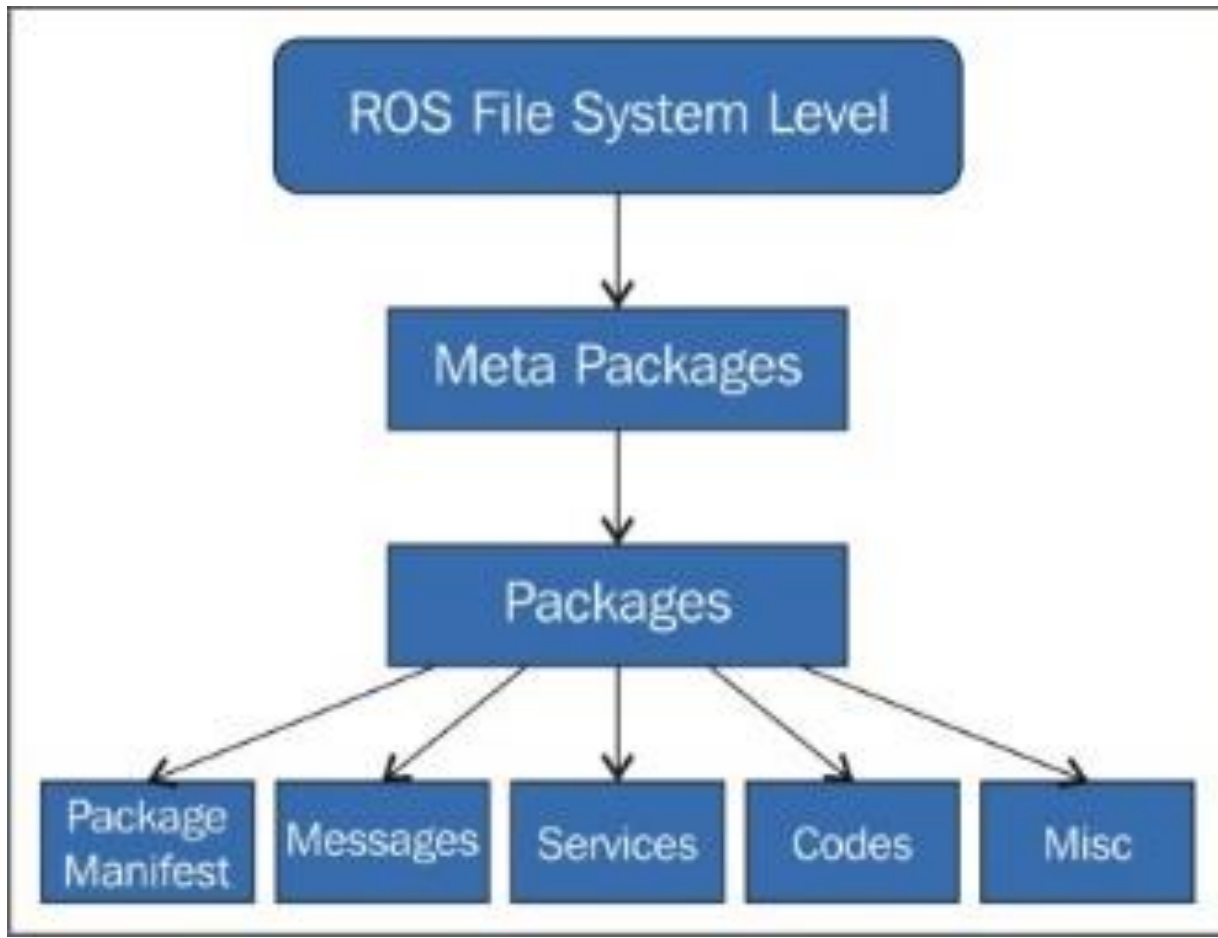 ROS File System Level
Meta Packages
Packages
Package
Manifest
Messages
Services
Codes
Misc